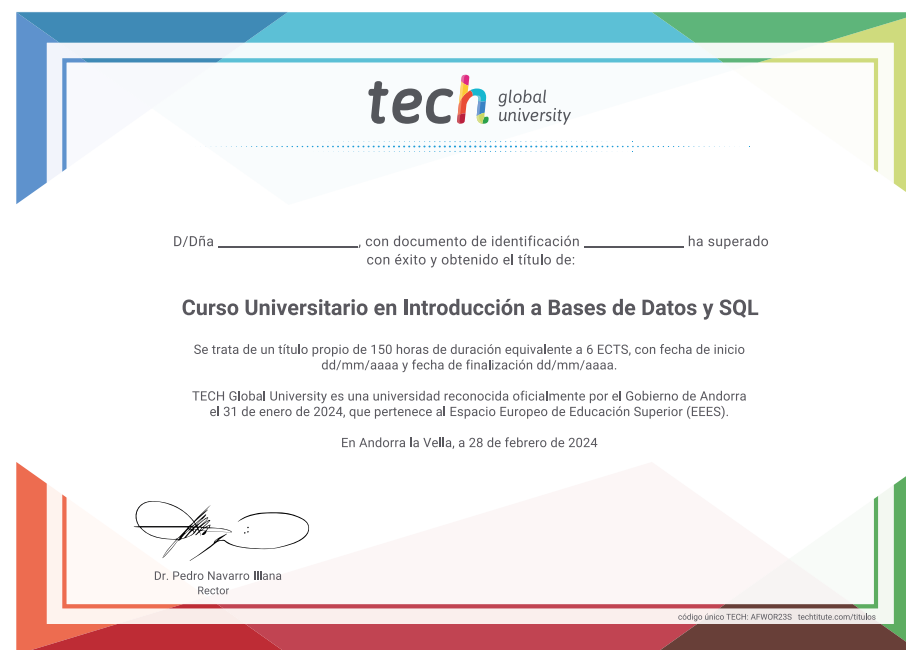 tech global
university
D/Dña ______________, con documento de identificación ____________ ha superado
con éxito y obtenido el título de:
Curso Universitario en Introducción a Bases de Datos y SQL
Se trata de un título propio de 150 horas de duración equivalente a 6 ECTS, con fecha de inicio
dd/mm/aaaa y fecha de finalización dd/mm/aaaa.
TECH Global University es una universidad reconocida oficialmente por el Gobierno de Andorra
el 31 de enero de 2024, que pertenece al Espacio Europeo de Educación Superior (EEES).
En Andorra la Vella, a 28 de febrero de 2024
Dr. Pedro Navarro Illana
Rector
código único TECH: AFWOR23S techtitute.com/titulos